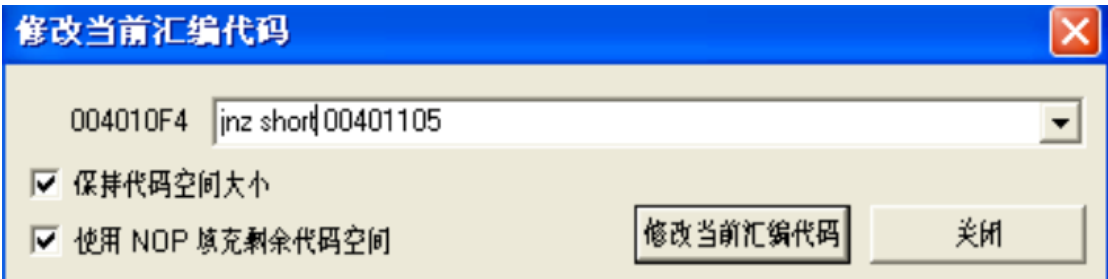 修改当前汇编代码
004010F4 jnz short 00401105
保持代码空间大小
使用 NOP 填充剩余代码空间
修改当前汇编代码 关闭